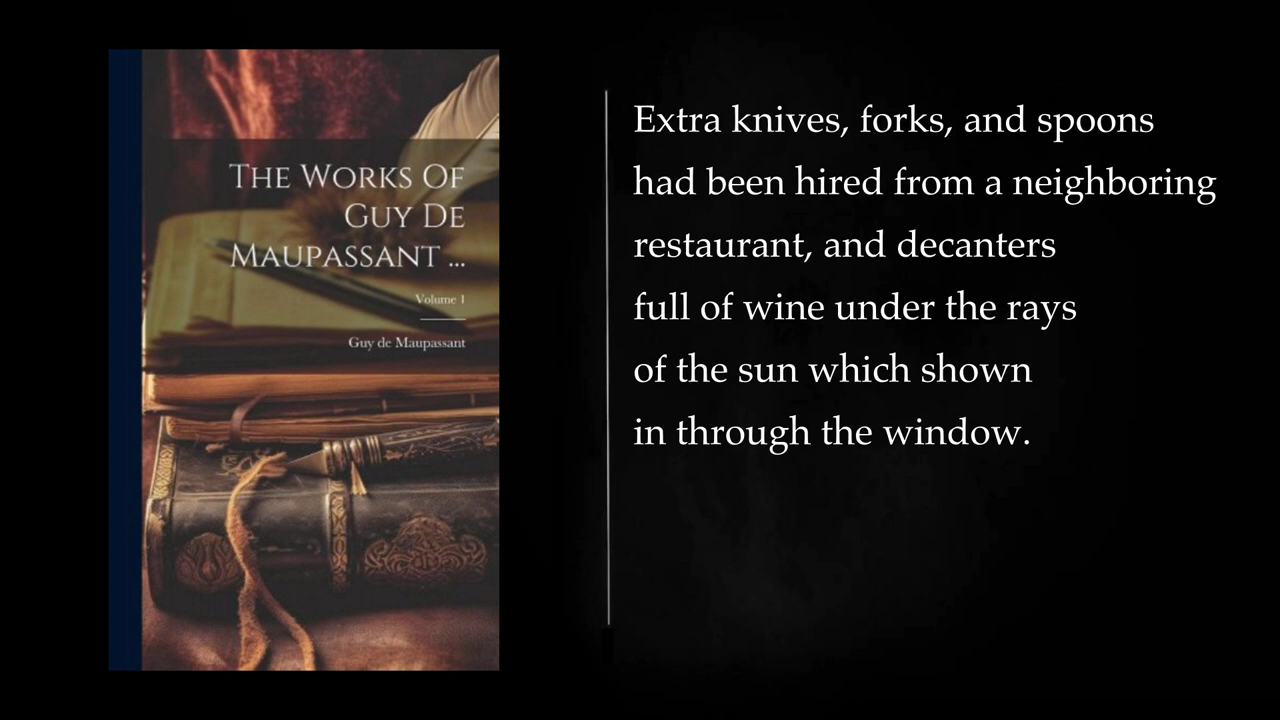 The Works Of
Guy De
Maupassant ...
Volume 1
Guy de Maupassant
Extra knives, forks, and spoons
had been hired from a neighboring
restaurant, and decanters
full of wine under the rays
of the sun which shown
in through the window.